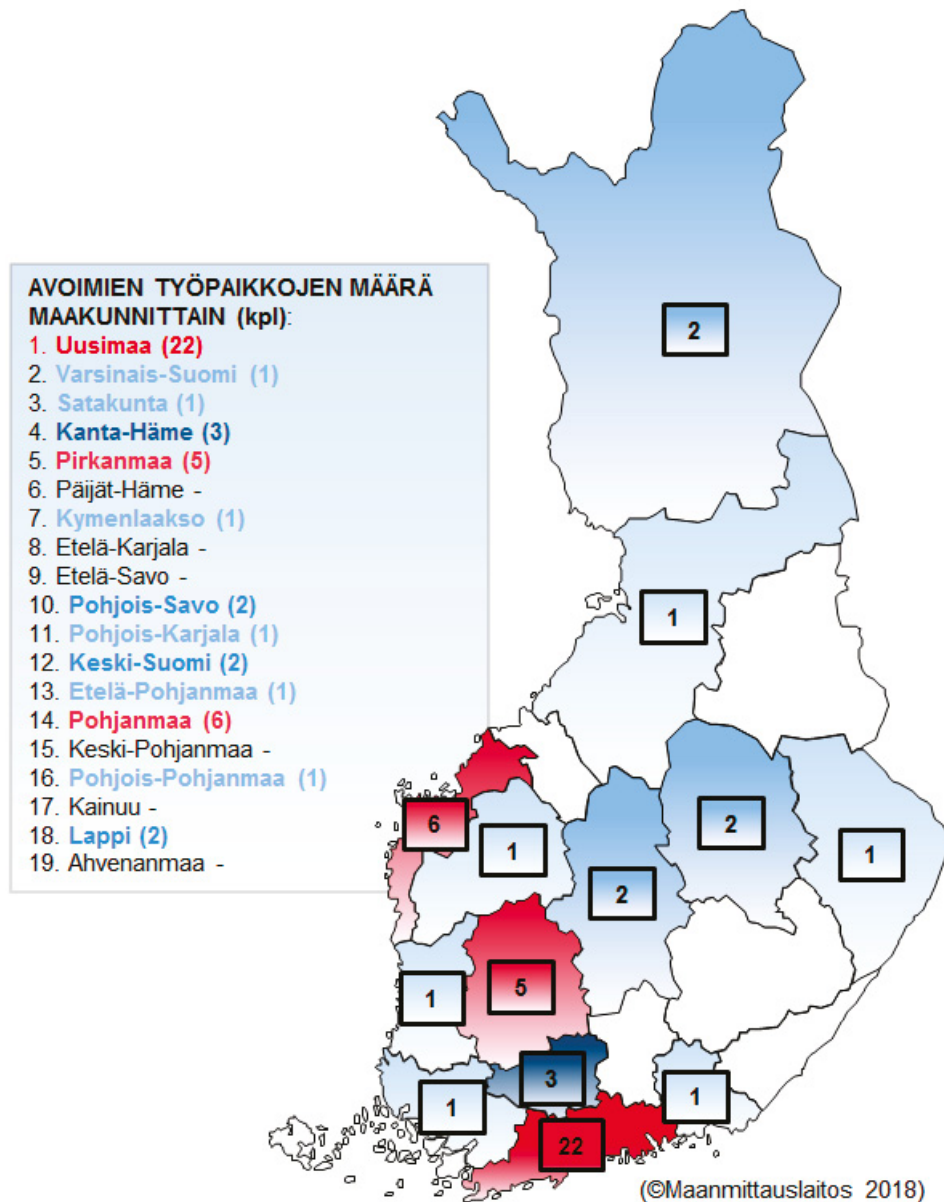 AVOIMIEN TYÖPAIKKOJEN MÄÄRÄ
MAAKUNNITTAIN (kpl):
1. Uusimaa (22)
2. Varsinais-Suomi (1)
3. Satakunta (1)
4. Kanta-Häme (3)
5. Pirkanmaa (5)
6. Päijät-Häme -
7. Kymenlaakso (1)
8. Etelä-Karjala -
9. Etelä-Savo -
10. Pohjois-Savo (2)
11. Pohjois-Karjala (1)
12. Keski-Suomi (2)
13. Etelä-Pohjanmaa (1)
14. Pohjanmaa (6)
15. Keski-Pohjanmaa -
16. Pohjois-Pohjanmaa (1)
17. Kainuu -
18. Lappi (2)
19. Ahvenanmaa -
2
1
6
1
2
2
1
1
5
3
1
1
22
(©Maanmittauslaitos 2018)